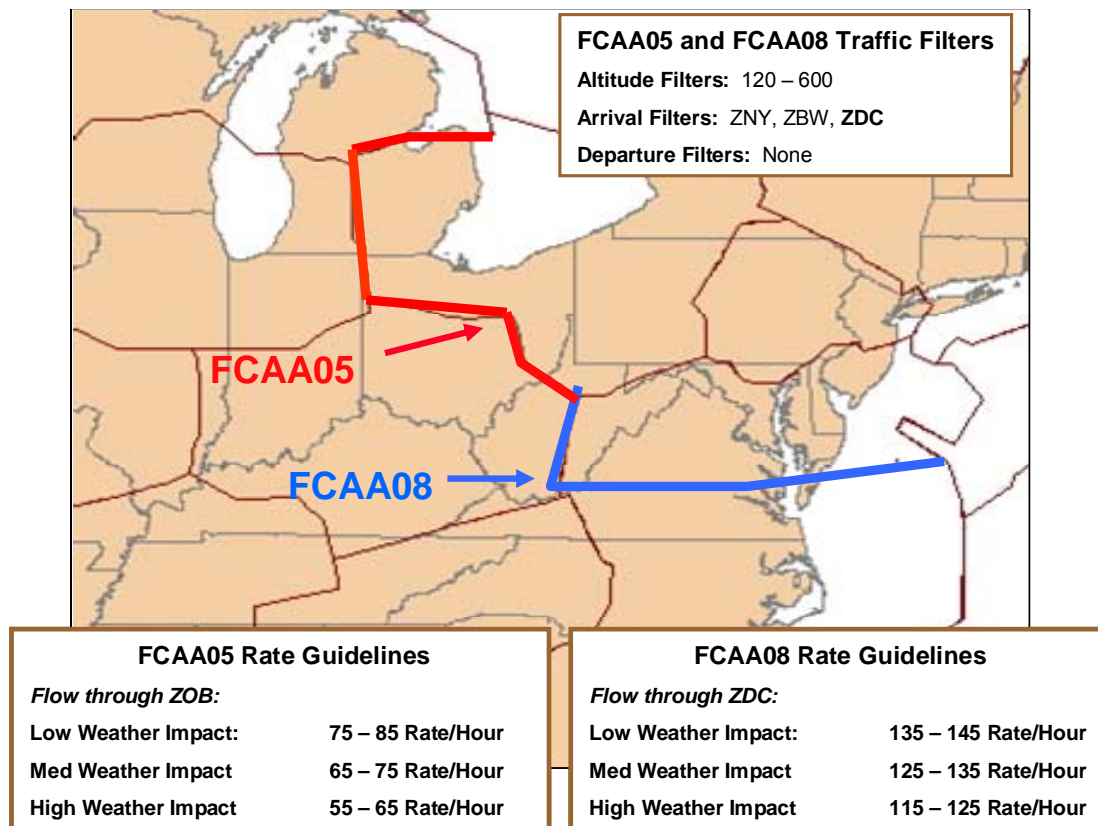 FCAA05 and FCAA08 Traffic Filters
Altitude Filters: 120 – 600
Arrival Filters: ZNY, ZBW, ZDC
Departure Filters: None
FCAA05
FCAA08
FCAA05 Rate Guidelines
Flow through ZOB:
Low Weather Impact: 75 – 85 Rate/Hour
Med Weather Impact 65 – 75 Rate/Hour
High Weather Impact 55 – 65 Rate/Hour
FCAA08 Rate Guidelines
Flow through ZDC:
Low Weather Impact: 135 – 145 Rate/Hour
Med Weather Impact 125 – 135 Rate/Hour
High Weather Impact 115 – 125 Rate/Hour